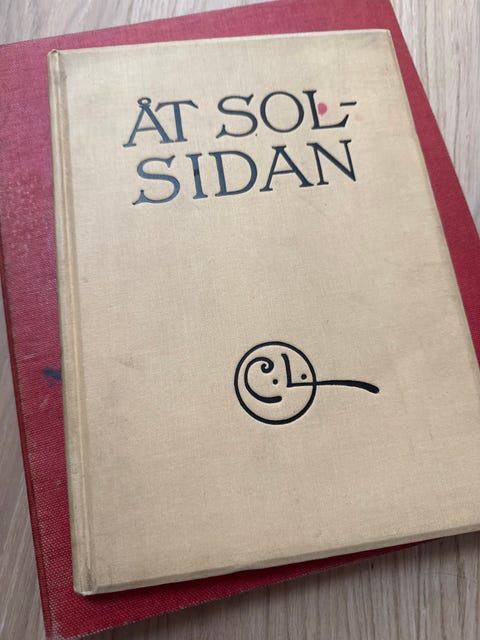 ÅT SOL-
SIDAN
C.L.